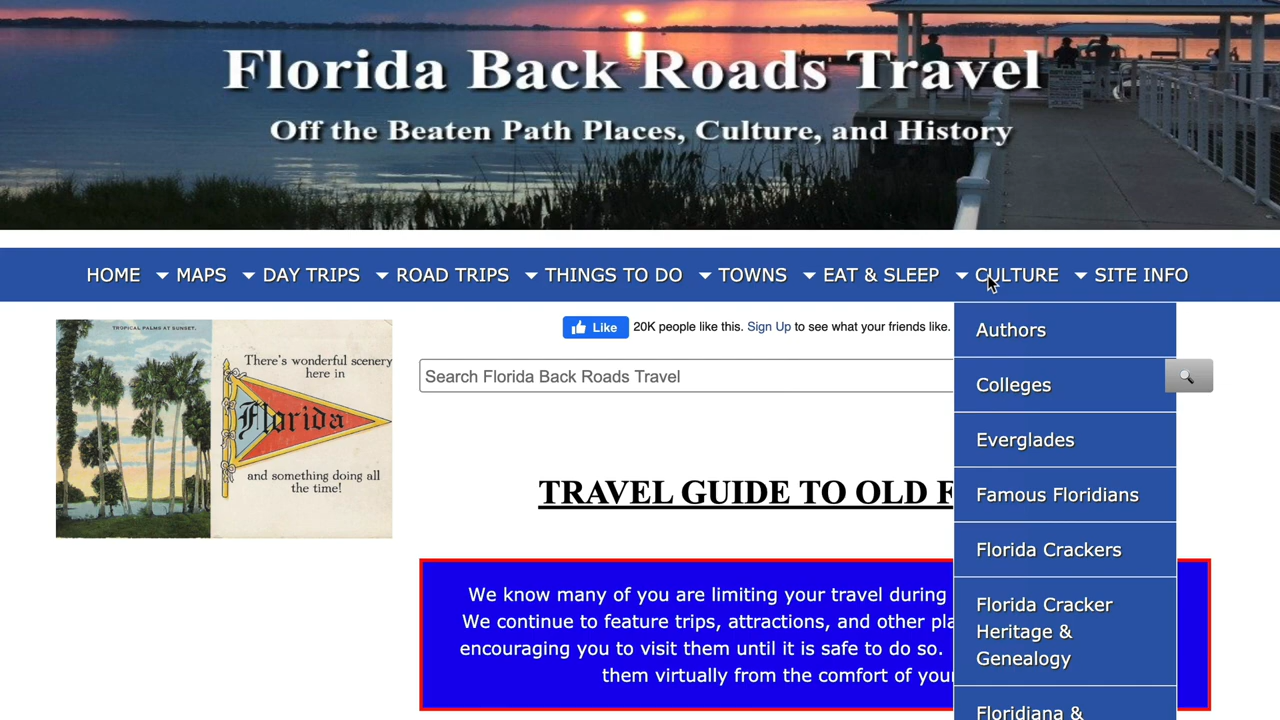 Florida Back Roads Travel
Off the Beaten Path Places, Culture, and History
HOME MAPS DAY TRIPS ROAD TRIPS THINGS TO DO TOWNS EAT & SLEEP CULTURE SITE INFO
TROPICAL PALMS AT SUNSET.
There's wonderful scenery
here in
Florida
and something doing all
the time!
Like 20K people like this. Sign Up to see what your friends like.
Search Florida Back Roads Travel
TRAVEL GUIDE TO OLD F
We know many of you are limiting your travel during
We continue to feature trips, attractions, and other pla
encouraging you to visit them until it is safe to do so.
them virtually from the comfort of your
Authors
Colleges
Everglades
Famous Floridians
Florida Crackers
Florida Cracker
Heritage &
Genealogy
Floridiana &